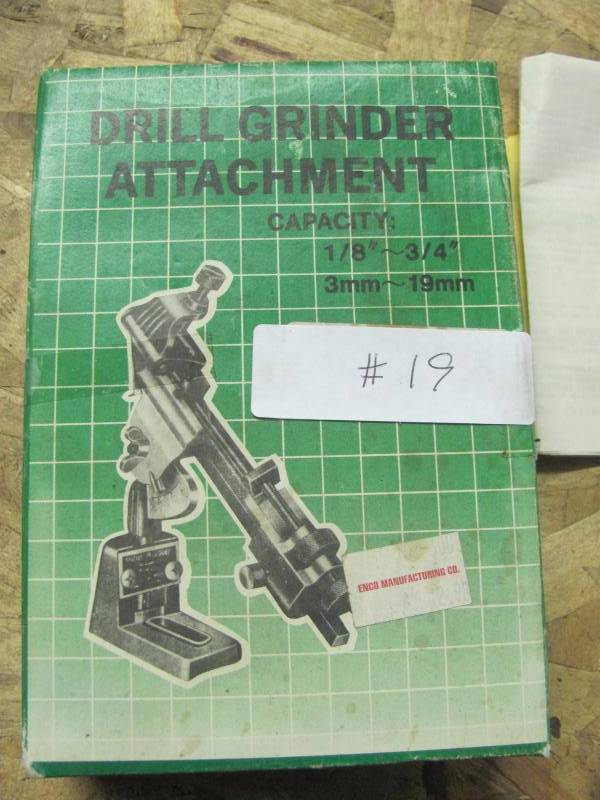 DRILL GRINDER
ATTACHMENT
CAPACITY:
1/8"~3/4"
3mm~19mm
# 19
ENCO MANUFACTURING CO.